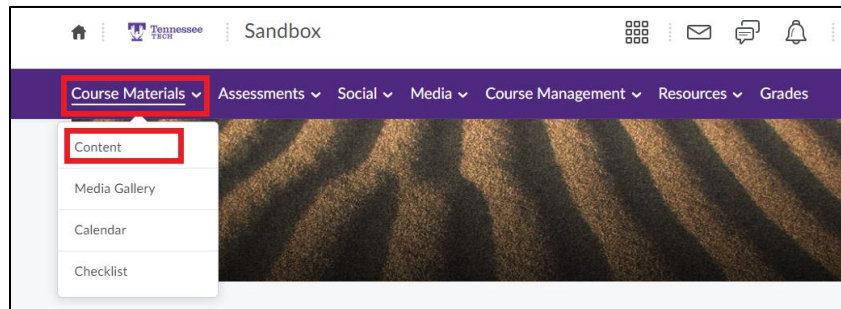 Tennessee
TECH
Sandbox
Course Materials Assessments Social Media Course Management Resources Grades
Content
Media Gallery
Calendar
Checklist